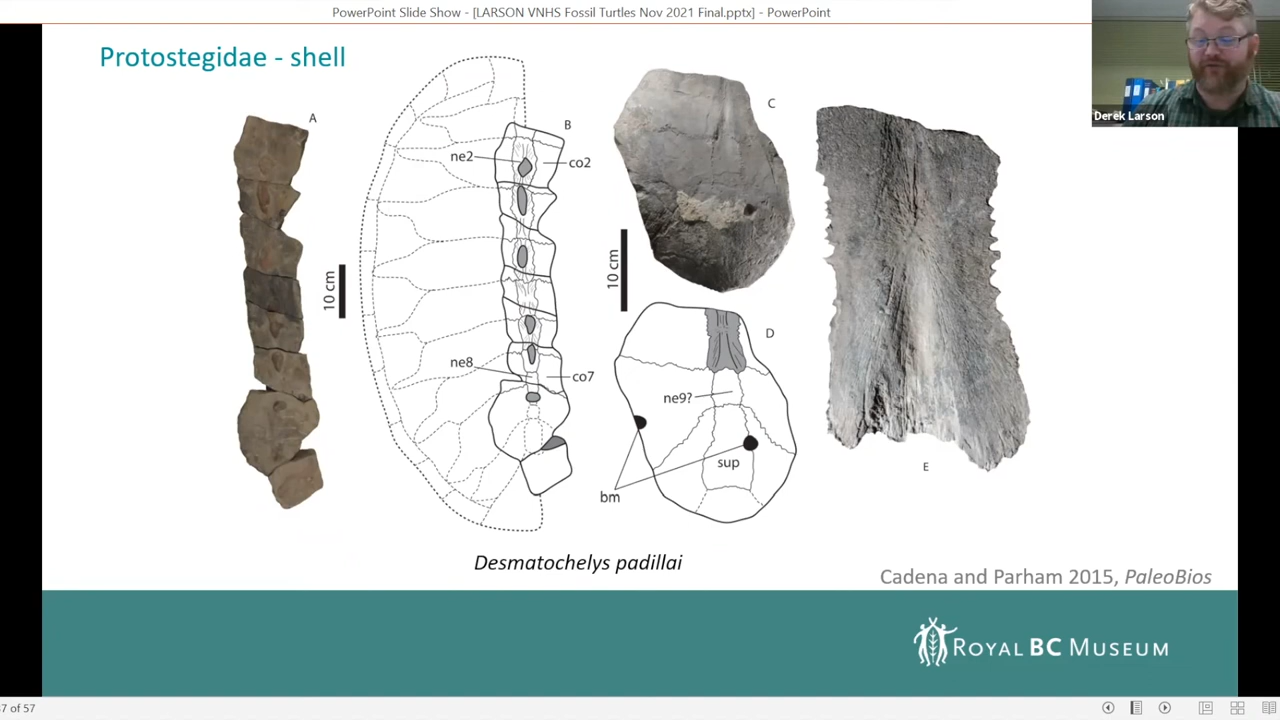 PowerPoint Slide Show - [LARSON VNHS Fossil Turtles Nov 2021 Final.pptx] - PowerPoint
Protostegidae - shell
Derek Larson
A
B
C
ne2
co2
10 cm
10 cm
D
ne8
co7
ne9?
sup
bm
E
Desmatochelys padillai
Cadena and Parham 2015, PaleoBios
ROYAL BC MUSEUM
7 of 57